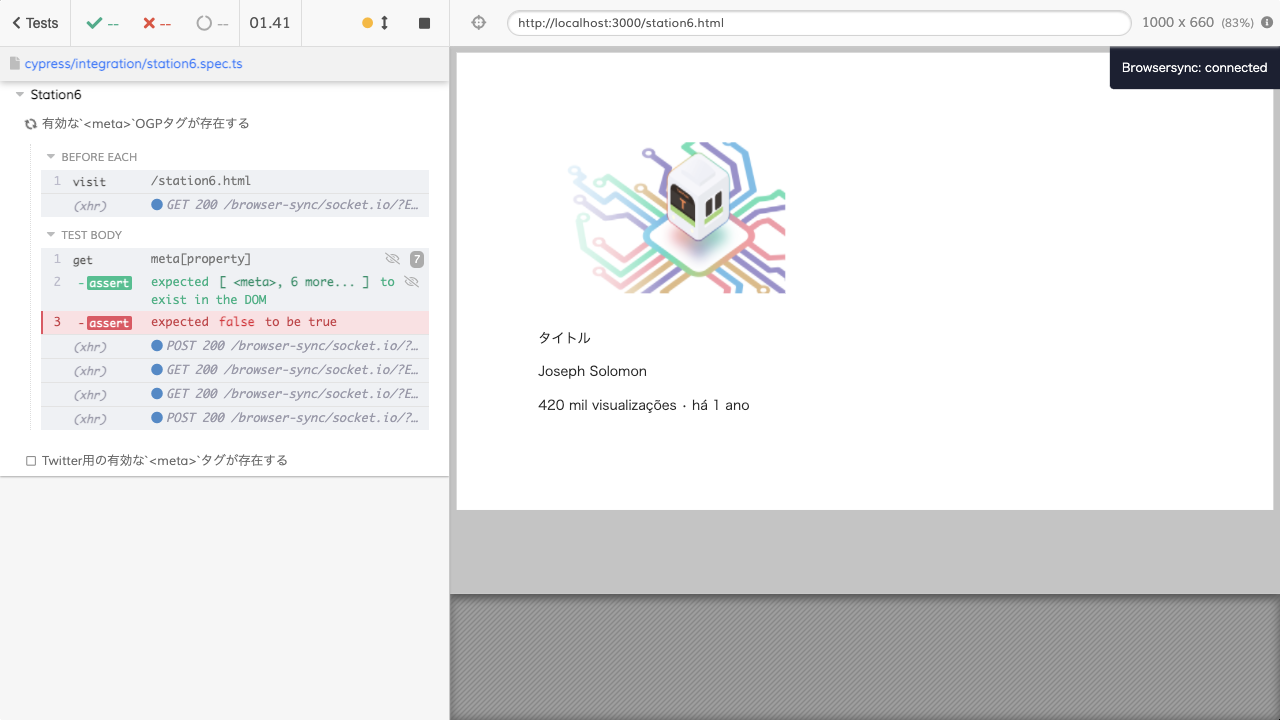 Tests -- -- -- 01.41
http://localhost:3000/station6.html 1000 x 660 (83%)
Browsersync: connected
cypress/integration/station6.spec.ts
Station6
有効な`<meta>`OGPタグが存在する
BEFORE EACH
1 visit /station6.html
(xhr) GET 200 /browser-sync/socket.io/?E…
TEST BODY
1 get meta[property] 7
2 -assert expected [ <meta>, 6 more... ] to
exist in the DOM
3 -assert expected false to be true
(xhr) POST 200 /browser-sync/socket.io/?…
(xhr) GET 200 /browser-sync/socket.io/?E…
(xhr) GET 200 /browser-sync/socket.io/?E…
(xhr) POST 200 /browser-sync/socket.io/?…
Twitter用の有効な`<meta>`タグが存在する
タイトル
Joseph Solomon
420 mil visualizações・há 1 ano